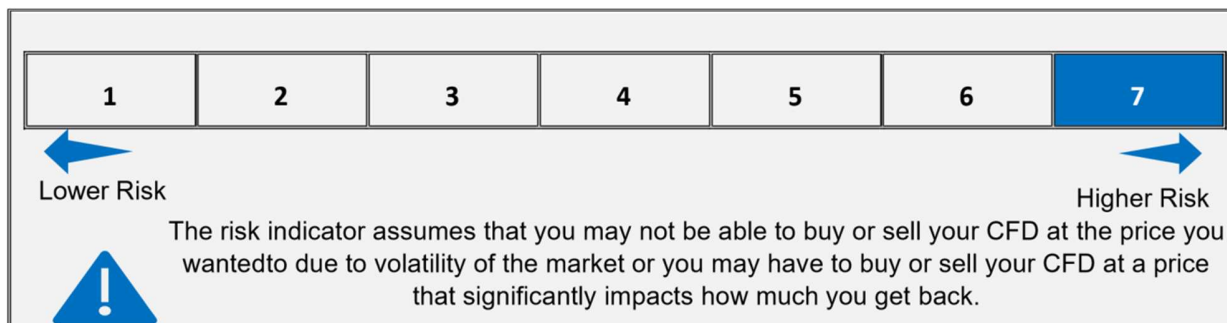 1 2 3 4 5 6 7
Lower Risk
Higher Risk
The risk indicator assumes that you may not be able to buy or sell your CFD at the price you
wantedto due to volatility of the market or you may have to buy or sell your CFD at a price
that significantly impacts how much you get back.